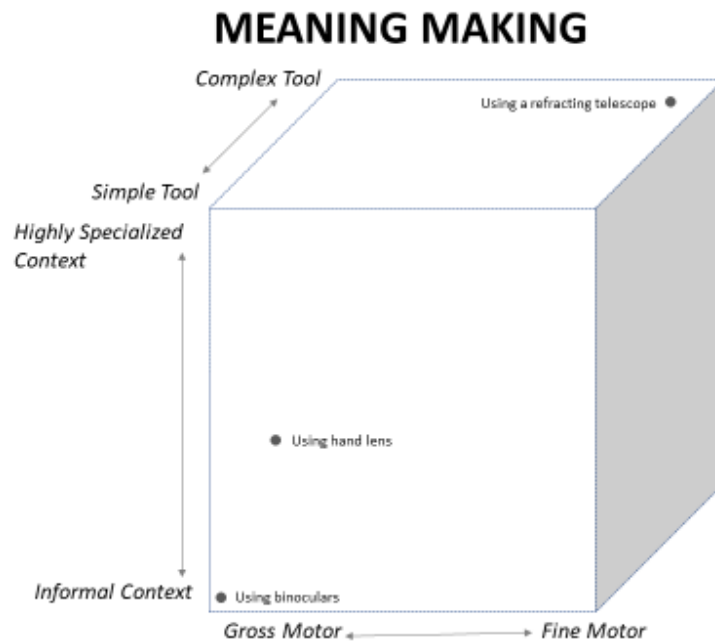 MEANING MAKING
Complex Tool
Using a refracting telescope
Simple Tool
Highly Specialized
Context
Using hand lens
Informal Context
Using binoculars
Gross Motor
Fine Motor